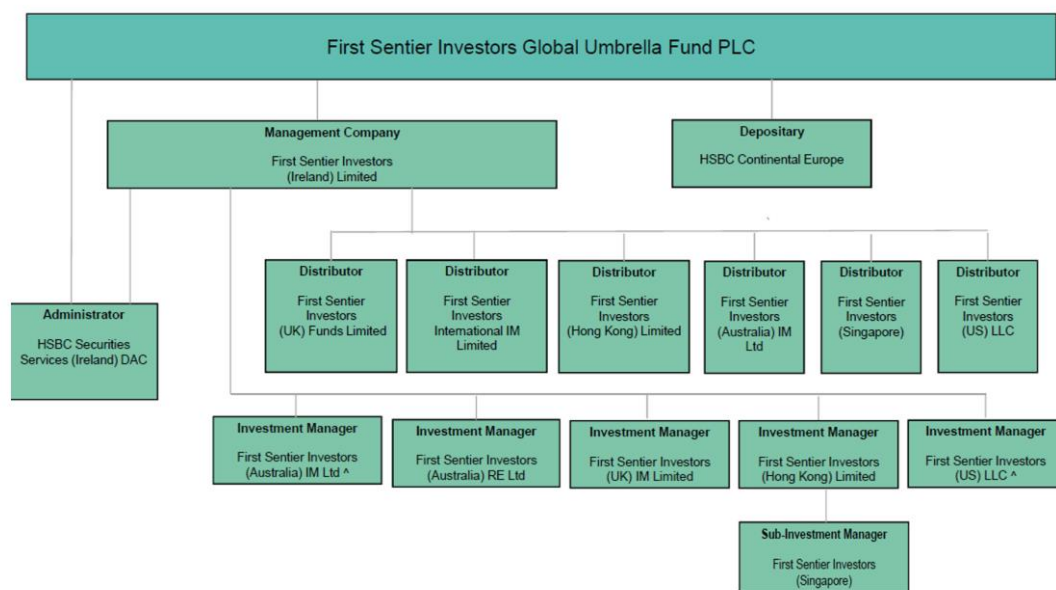 First Sentier Investors Global Umbrella Fund PLC
Management Company
First Sentier Investors
(Ireland) Limited
Depositary
HSBC Continental Europe
Administrator
HSBC Securities
Services (Ireland) DAC
Distributor
First Sentier
Investors
(UK) Funds Limited
Distributor
First Sentier
Investors
International IM
Limited
Distributor
First Sentier
Investors
(Hong Kong) Limited
Distributor
First Sentier
Investors
(Australia) IM
Ltd
Distributor
First Sentier
Investors
(Singapore)
Distributor
First Sentier
Investors
(US) LLC
Investment Manager
First Sentier Investors
(Australia) IM Ltd ^
Investment Manager
First Sentier Investors
(Australia) RE Ltd
Investment Manager
First Sentier Investors
(UK) IM Limited
Investment Manager
First Sentier Investors
(Hong Kong) Limited
Investment Manager
First Sentier Investors
(US) LLC ^
Sub-Investment Manager
First Sentier Investors
(Singapore)